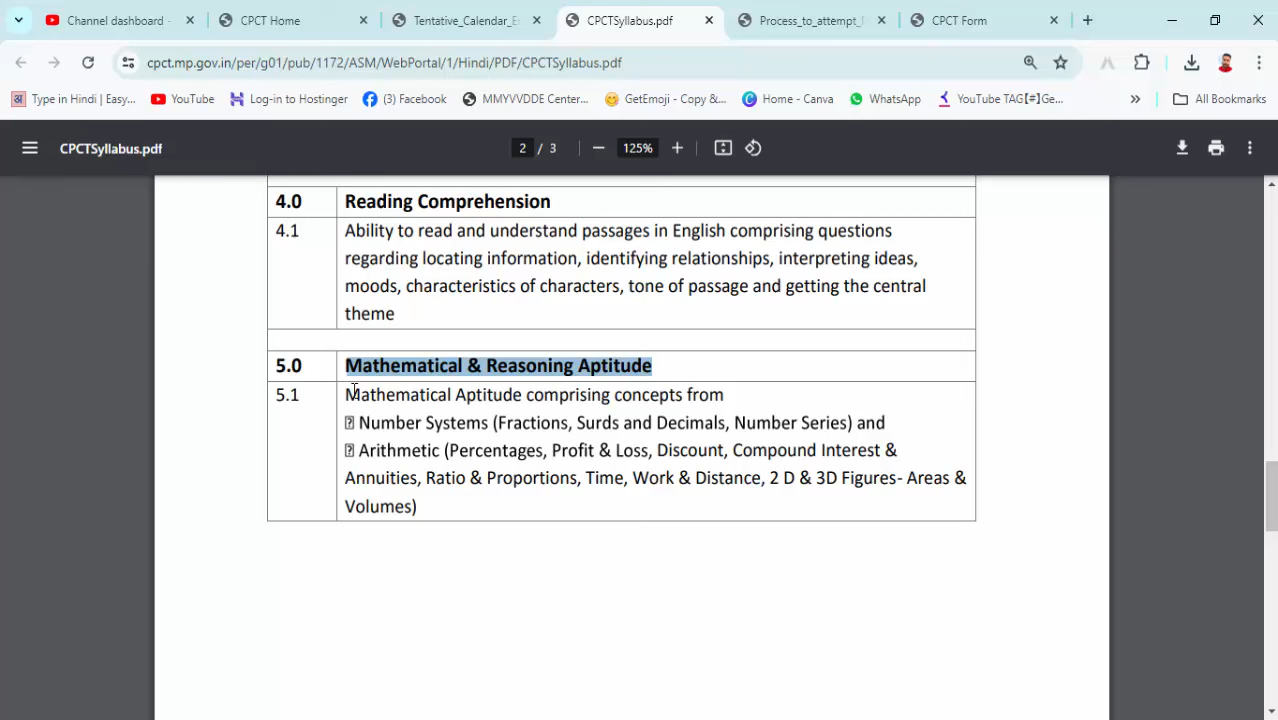 Channel dashboard -
CPCT Home
Tentative_Calendar_E
CPCTSyllabus.pdf
Process_to_attempt_
CPCT Form
cpct.mp.gov.in/per/g01/pub/1172/ASM/WebPortal/1/Hindi/PDF/CPCTSyllabus.pdf
अ Type in Hindi | Easy...
YouTube
Log-in to Hostinger
(3) Facebook
MMYVVDDE Center...
GetEmoji - Copy &...
Home - Canva
WhatsApp
YouTube TAG【#】Ge...
»
All Bookmarks
CPCTSyllabus.pdf
2 / 3
125%
4.0 Reading Comprehension
4.1 Ability to read and understand passages in English comprising questions
regarding locating information, identifying relationships, interpreting ideas,
moods, characteristics of characters, tone of passage and getting the central
theme
5.0 Mathematical & Reasoning Aptitude
5.1 Mathematical Aptitude comprising concepts from
Number Systems (Fractions, Surds and Decimals, Number Series) and
Arithmetic (Percentages, Profit & Loss, Discount, Compound Interest &
Annuities, Ratio & Proportions, Time, Work & Distance, 2 D & 3D Figures- Areas &
Volumes)